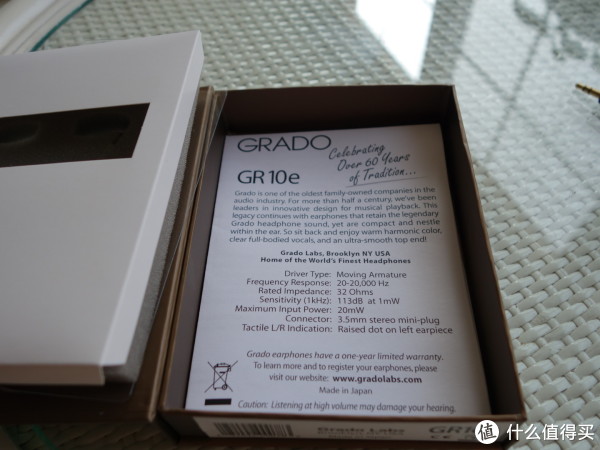 GRADO
Celebrating
Over 60 Years
of Tradition...
GR10e
Grado is one of the oldest family-owned companies in the
audio industry. For more than half a century, we've been
leaders in innovative design for musical playback. This
legacy continues with earphones that retain the legendary
Grado headphone sound, yet are compact and nestle
within the ear. So sit back and enjoy warm harmonic color,
clear full-bodied vocals, and an ultra-smooth top end!
Grado Labs, Brooklyn NY USA
Home of the World's Finest Headphones
Driver Type: Moving Armature
Frequency Response: 20-20,000 Hz
Rated Impedance: 32 Ohms
Sensitivity (1kHz): 113dB at 1mW
Maximum Input Power: 20mW
Connector: 3.5mm stereo mini-plug
Tactile L/R Indication: Raised dot on left earpiece
Grado earphones have a one-year limited warranty.
To learn more and to register your earphones, please
visit our website: www.gradolabs.com
Made in Japan
Caution: Listening at high volume may damage your hearing.
Grado Labs
值 什么值得买